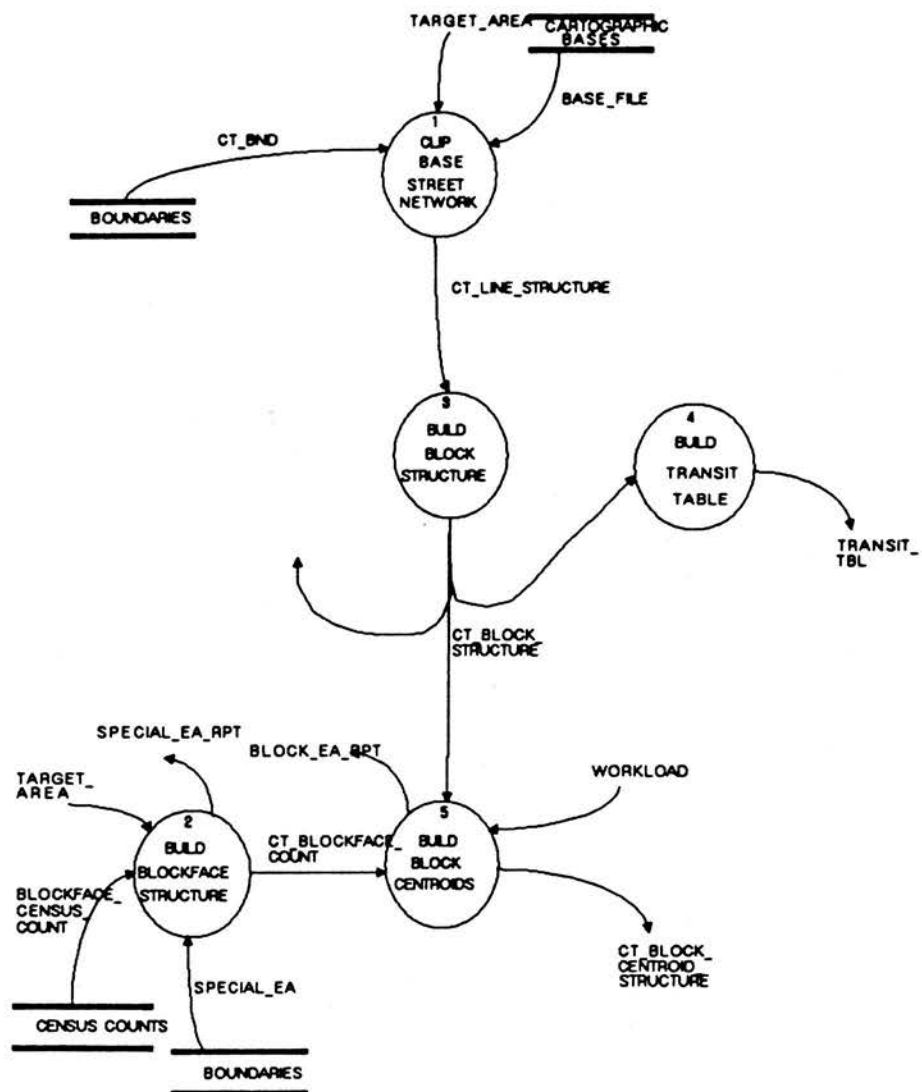 TARGET_AREA
CARTOGRAPHIC
BASES
BASE_FILE
1
CLIP
BASE
STREET
NETWORK
CT_BND
BOUNDARIES
CT_LINE_STRUCTURE
3
BUILD
BLOCK
STRUCTURE
4
BUILD
TRANSIT
TABLE
TRANSIT_
TBL
CT_BLOCK_
STRUCTURE
SPECIAL_EA_RPT
BLOCK_EA_RPT
WORKLOAD
TARGET_
AREA
2
BUILD
BLOCKFACE
STRUCTURE
CT_BLOCKFACE_
COUNT
5
BUILD
BLOCK
CENTROIDS
BLOCKFACE_
CENSUS_
COUNT
CT_BLOCK_
CENTROID_
STRUCTURE
SPECIAL_EA
CENSUS COUNTS
BOUNDARIES